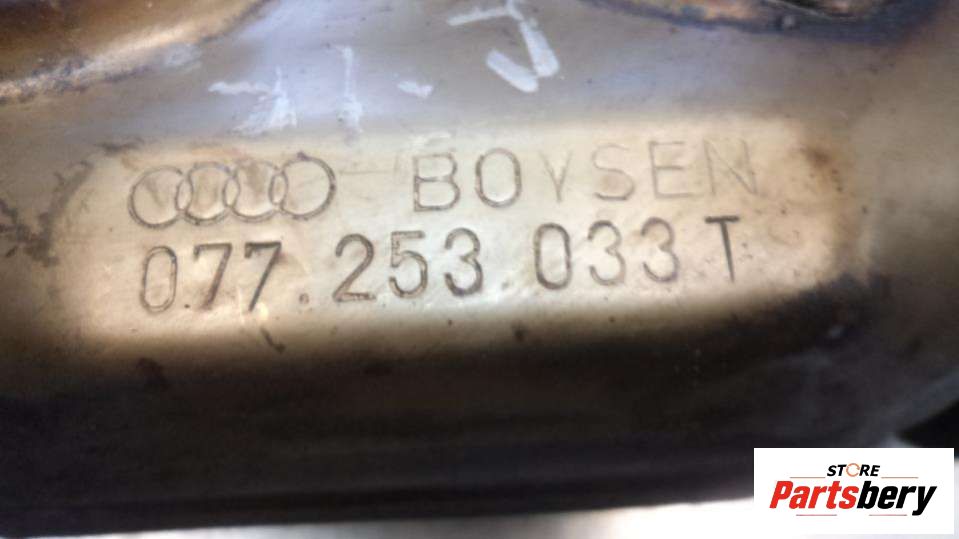 BOYSEN
077.253.033 T
STORE
Partsbery